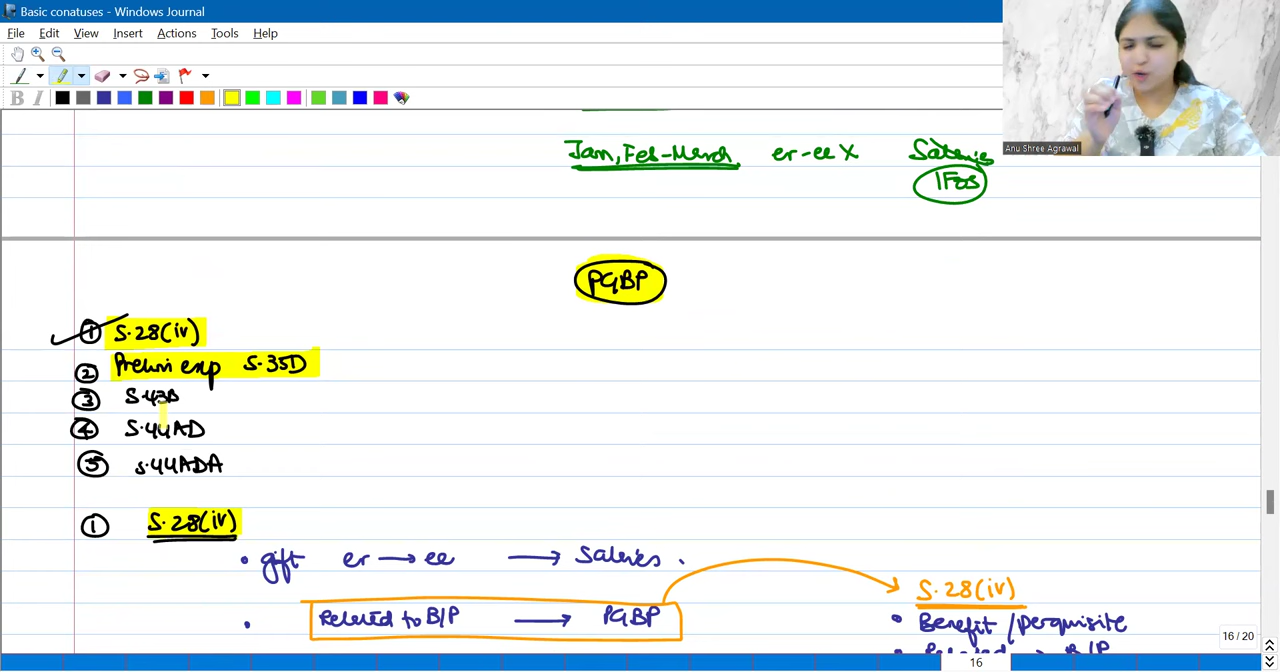 Basic conatuses - Windows Journal
File Edit View Insert Actions Tools Help
B I
Anu Shree Agrawal
Jan, Feb-March er-ee X Salaries
IFOS
PGBP
① S.28(iv)
② Prelim exp S.35D
③ S.43B
④ S.44AD
⑤ S.44ADA
① S.28(iv)
• gift er → ee → Salaries.
• Related to B/P → PGBP
S.28(iv)
• Benefit / perquisite
• Related → B/P
16 / 20
16